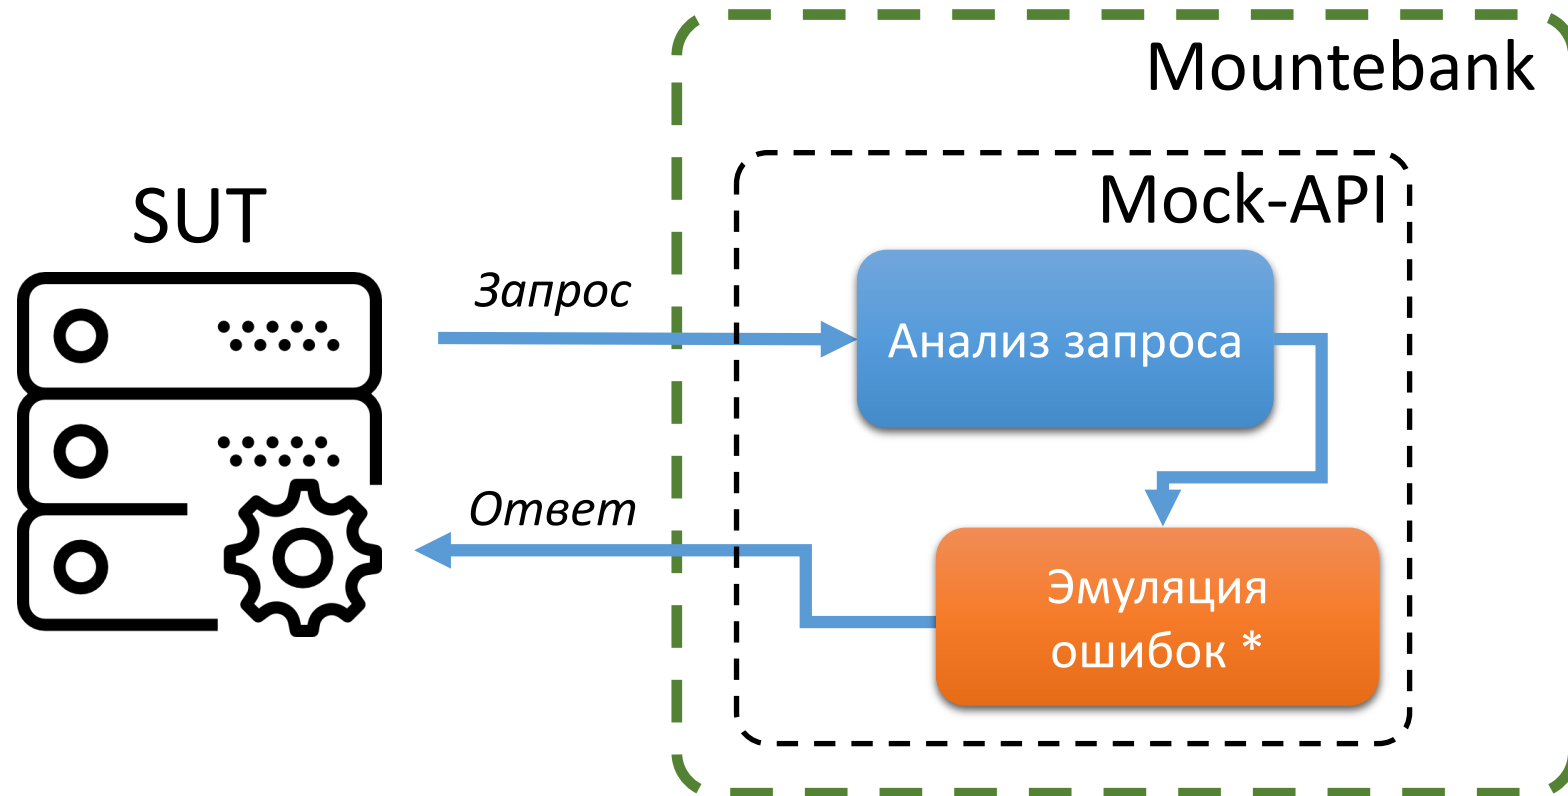 Mountebank
Mock-API
SUT
Запрос
Анализ запроса
Ответ
Эмуляция
ошибок *